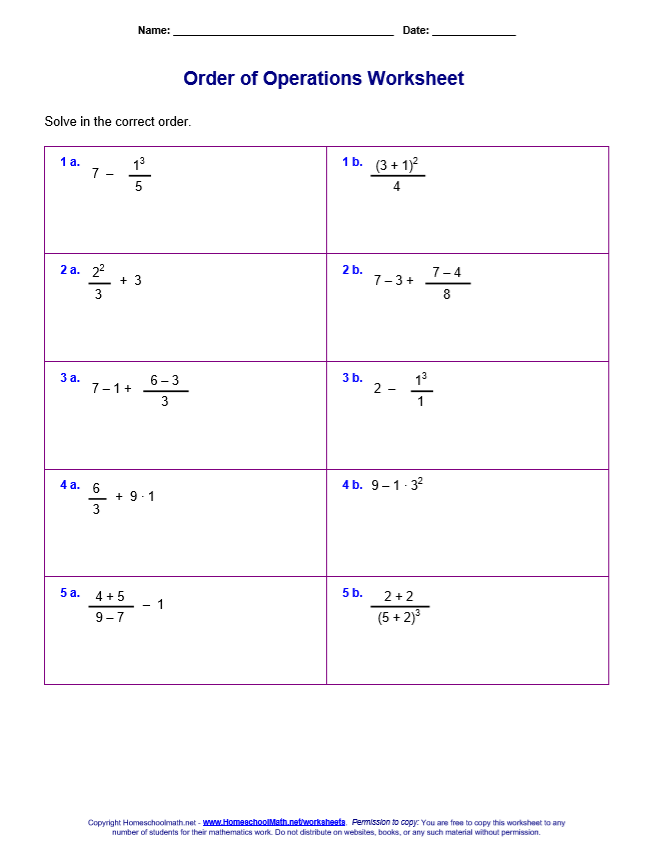 Name: ________________________________ Date: ____________
Order of Operations Worksheet
Solve in the correct order.
1 a. 7 – 1³/5
1 b. (3 + 1)²/4
2 a. 2²/3 + 3
2 b. 7 – 3 + (7 – 4)/8
3 a. 7 – 1 + (6 – 3)/3
3 b. 2 – 1³/1
4 a. 6/3 + 9 · 1
4 b. 9 – 1 · 3²
5 a. (4 + 5)/(9 – 7) – 1
5 b. (2 + 2)/(5 + 2)³
Copyright Homeschoolmath.net - www.HomeschoolMath.net/worksheets. Permission to copy: You are free to copy this worksheet to any
number of students for their mathematics work. Do not distribute on websites, books, or any such material without permission.